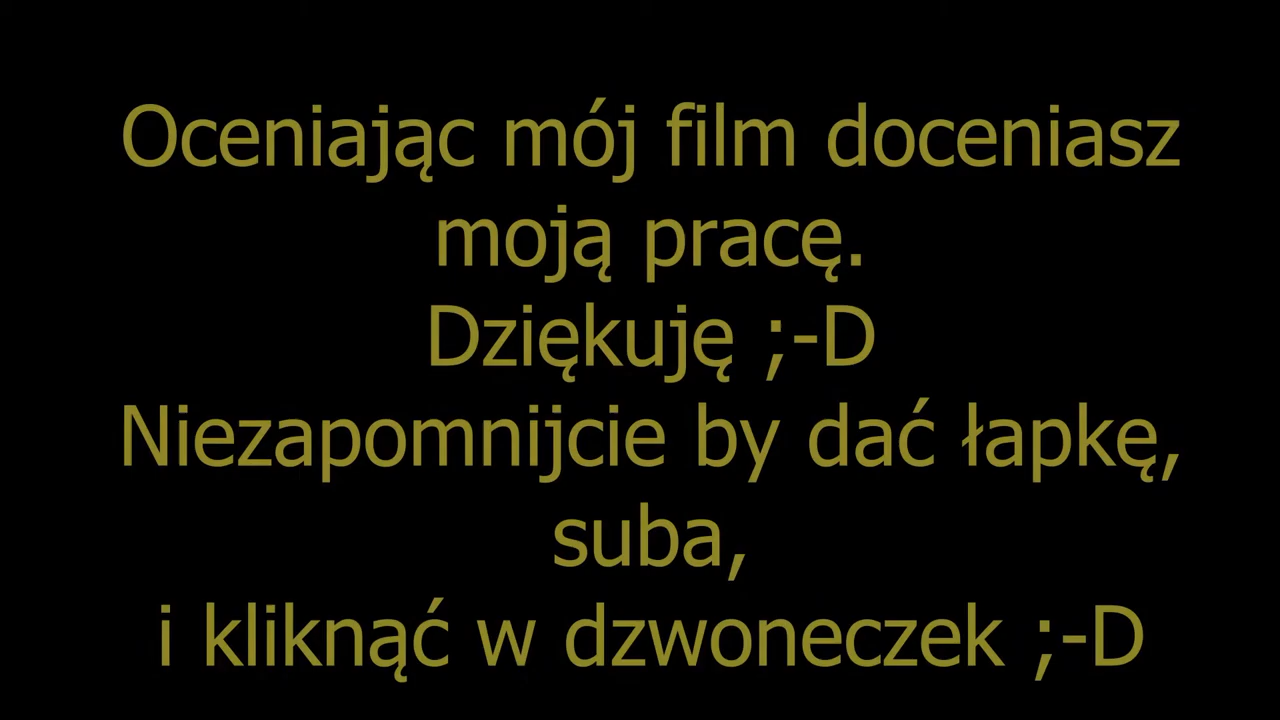 Oceniając mój film doceniasz
moją pracę.
Dziękuję ;-D
Niezapomnijcie by dać łapkę,
suba,
i kliknąć w dzwoneczek ;-D